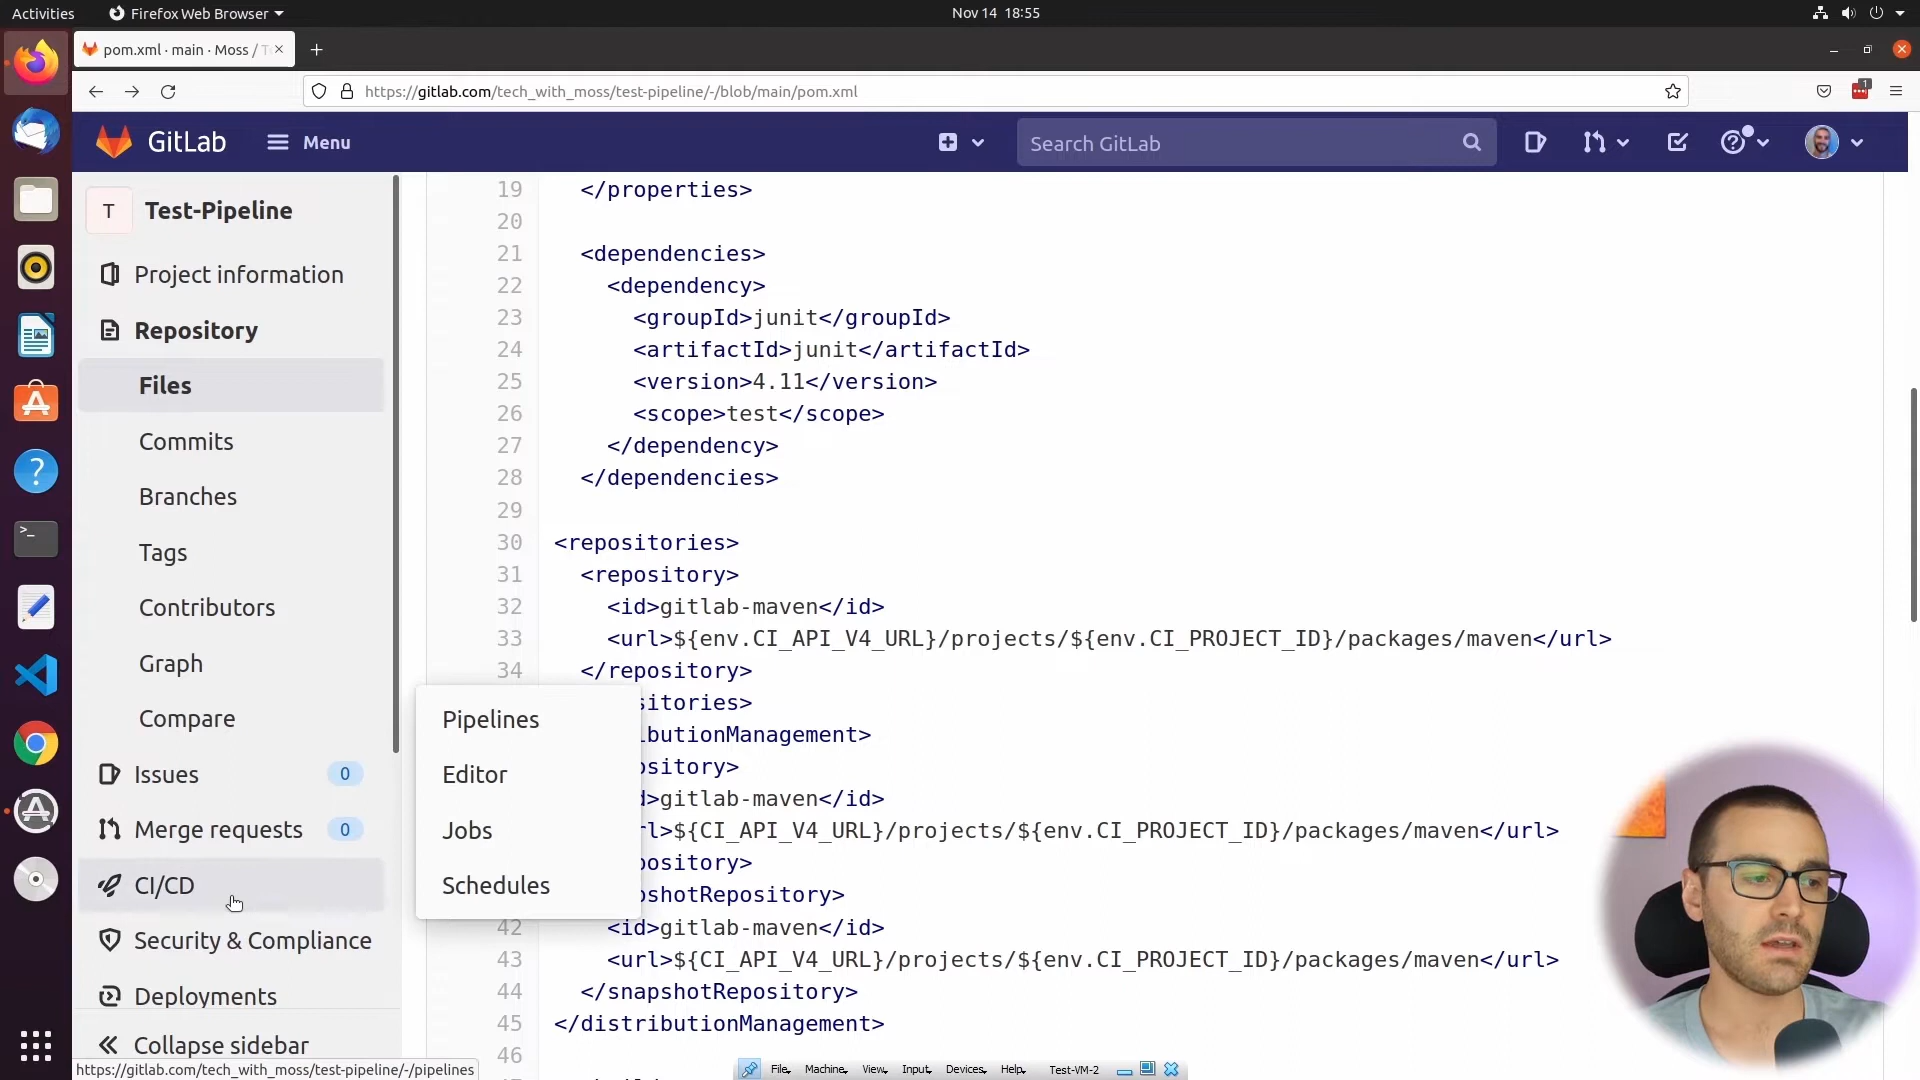 Activities
Firefox Web Browser
Nov 14 18:55
pom.xml · main · Moss / T
https://gitlab.com/tech_with_moss/test-pipeline/-/blob/main/pom.xml
1
GitLab
Menu
Search GitLab
T
Test-Pipeline
Project information
Repository
Files
Commits
Branches
Tags
Contributors
Graph
Compare
Issues
0
Merge requests
0
CI/CD
Security & Compliance
Deployments
Collapse sidebar
https://gitlab.com/tech_with_moss/test-pipeline/-/pipelines
Pipelines
Editor
Jobs
Schedules
19 </properties>
20
21 <dependencies>
22 <dependency>
23 <groupId>junit</groupId>
24 <artifactId>junit</artifactId>
25 <version>4.11</version>
26 <scope>test</scope>
27 </dependency>
28 </dependencies>
29
30 <repositories>
31 <repository>
32 <id>gitlab-maven</id>
33 <url>${env.CI_API_V4_URL}/projects/${env.CI_PROJECT_ID}/packages/maven</url>
34 </repository>
sitories>
ibutionManagement>
ository>
d>gitlab-maven</id>
rl>${CI_API_V4_URL}/projects/${env.CI_PROJECT_ID}/packages/maven</url>
pository>
pshotRepository>
42 <id>gitlab-maven</id>
43 <url>${CI_API_V4_URL}/projects/${env.CI_PROJECT_ID}/packages/maven</url>
44 </snapshotRepository>
45 </distributionManagement>
46
File Machine View Input Devices Help Test-VM-2